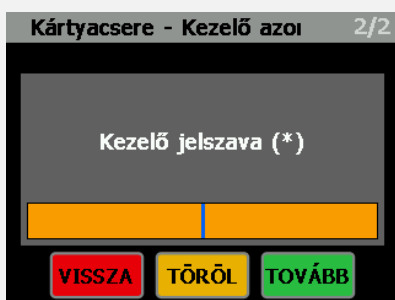 Kártyacsere - Kezelő azoı 2/2
Kezelő jelszava (*)
VISSZA TÖRÖL TOVÁBB